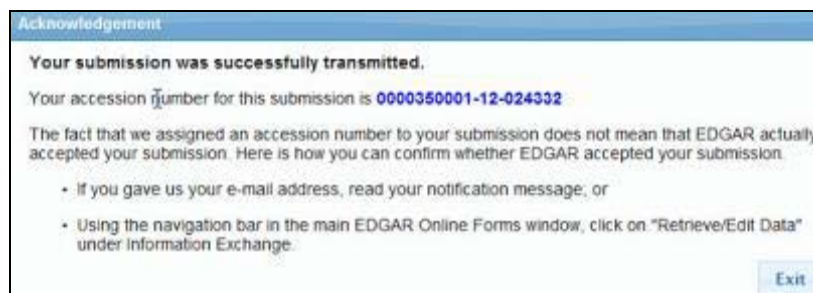 Acknowledgement
Your submission was successfully transmitted.
Your accession number for this submission is 0000350001-12-024332
The fact that we assigned an accession number to your submission does not mean that EDGAR actually
accepted your submission. Here is how you can confirm whether EDGAR accepted your submission.
• If you gave us your e-mail address, read your notification message; or
• Using the navigation bar in the main EDGAR Online Forms window, click on "Retrieve/Edit Data"
under Information Exchange.
Exit